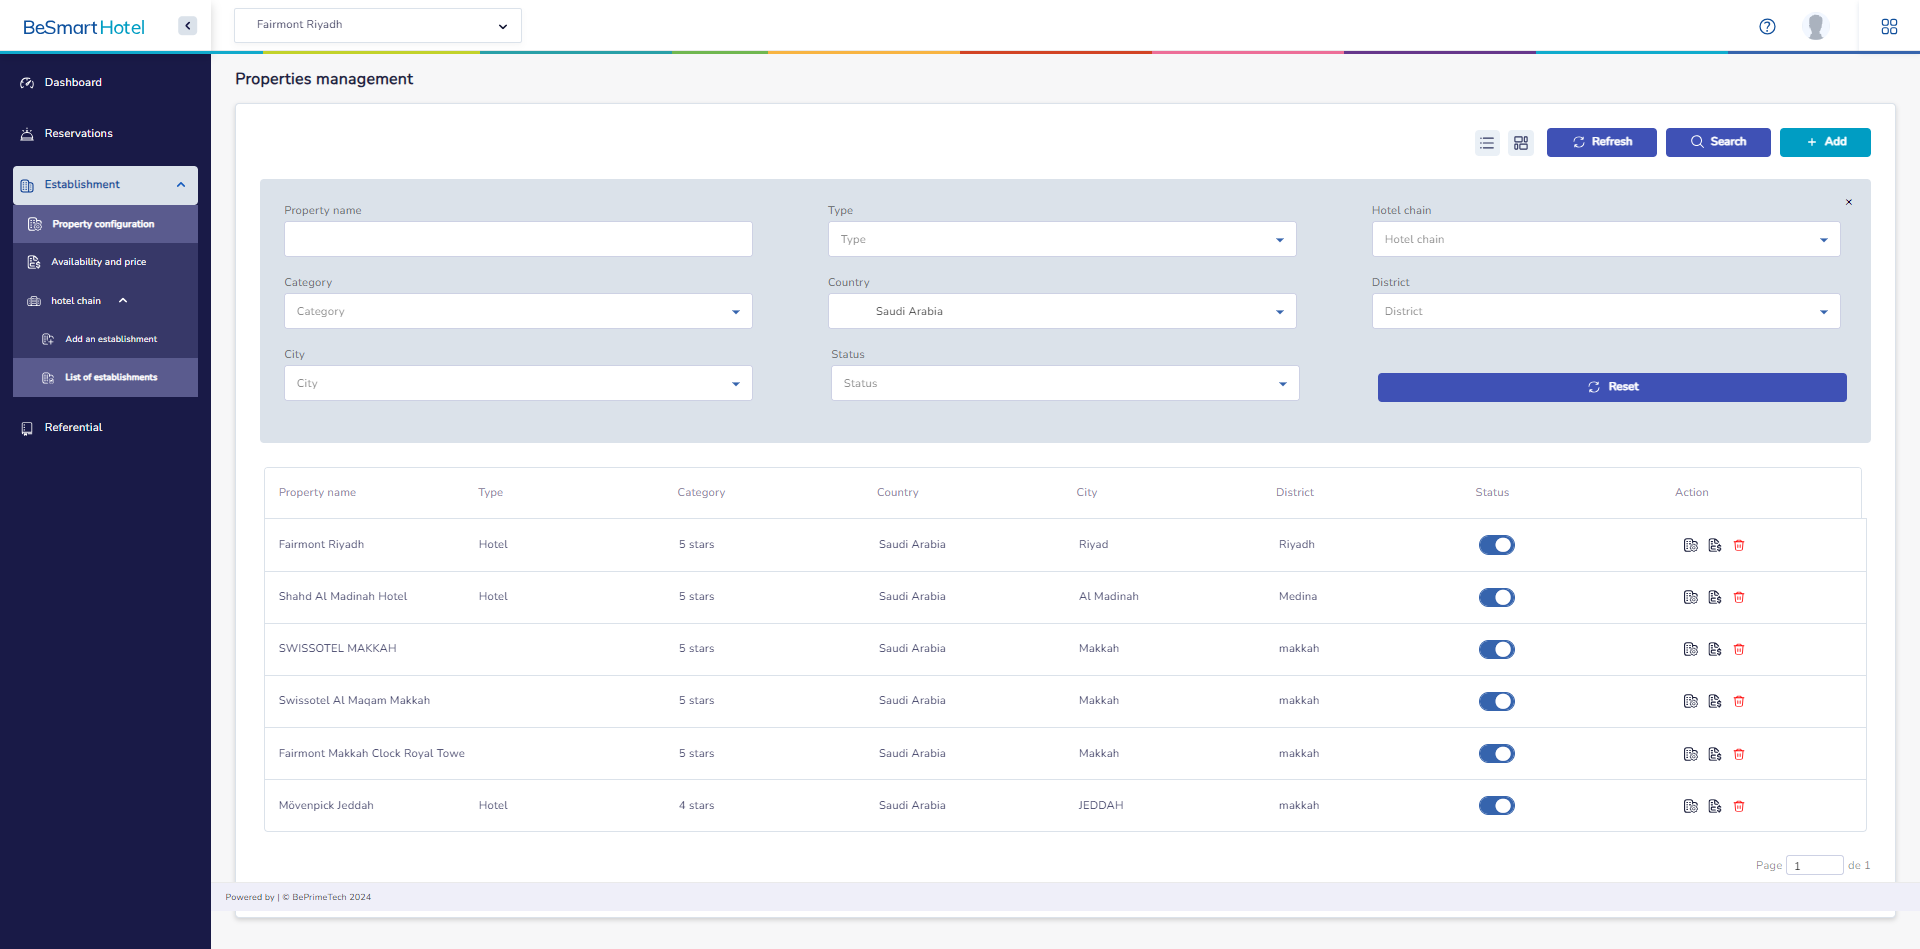 BeSmart Hotel
Fairmont Riyadh
Dashboard
Reservations
Establishment
Property configuration
Availability and price
hotel chain
Add an establishment
List of establishments
Referential
Properties management
Refresh
Search
+ Add
Property name
Type
Hotel chain
Type
Hotel chain
Category
Country
District
Category
Saudi Arabia
District
City
Status
City
Status
Reset
Property name Type Category Country City District Status Action
Fairmont Riyadh Hotel 5 stars Saudi Arabia Riyad Riyadh
Shahd Al Madinah Hotel Hotel 5 stars Saudi Arabia Al Madinah Medina
SWISSOTEL MAKKAH 5 stars Saudi Arabia Makkah makkah
Swissotel Al Maqam Makkah 5 stars Saudi Arabia Makkah makkah
Fairmont Makkah Clock Royal Towe 5 stars Saudi Arabia Makkah makkah
Mövenpick Jeddah Hotel 4 stars Saudi Arabia JEDDAH makkah
Page 1 de 1
Powered by | © BePrimeTech 2024